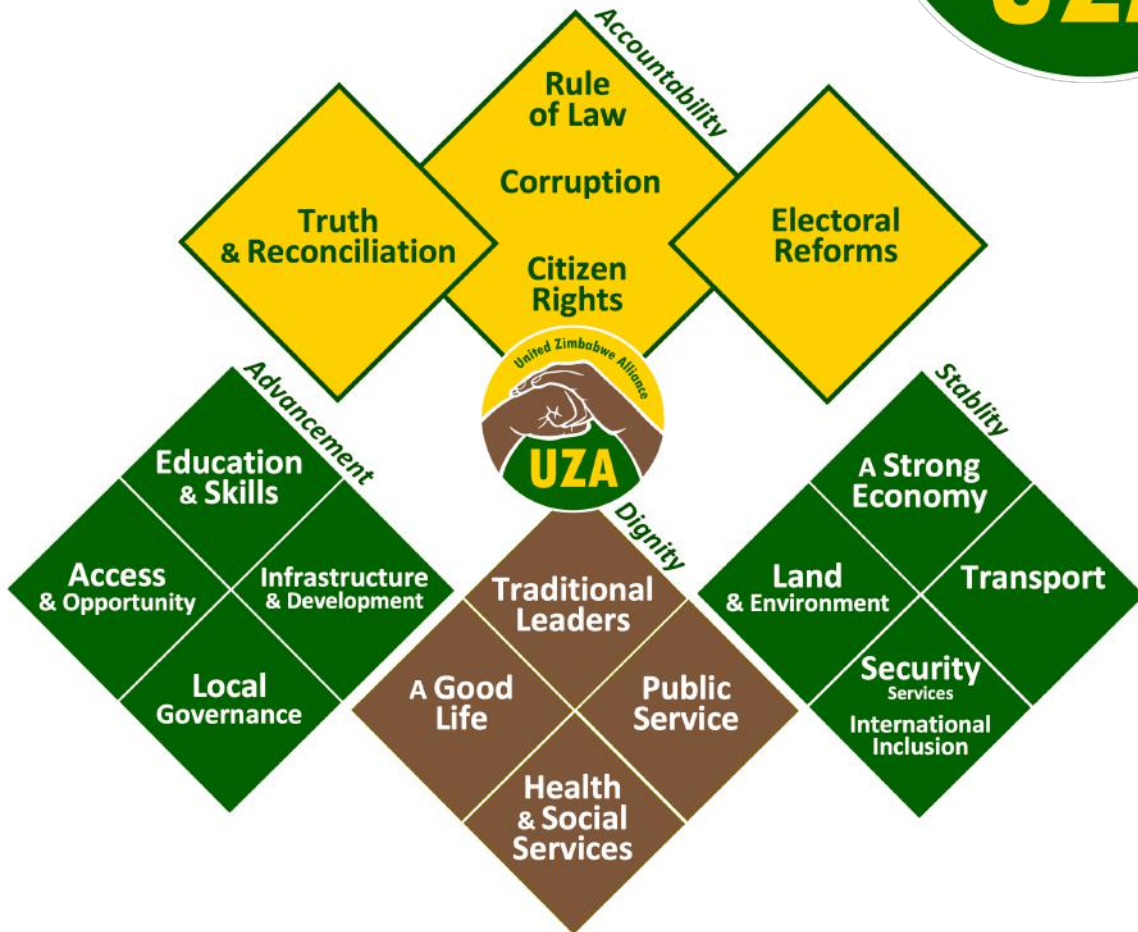 UZA
Accountability
Rule
of Law
Corruption
Citizen
Rights
Truth
& Reconciliation
Electoral
Reforms
United Zimbabwe Alliance
UZA
Advancement
Education
& Skills
Access
& Opportunity
Infrastructure
& Development
Local
Governance
Dignity
Traditional
Leaders
A Good
Life
Public
Service
Health
& Social
Services
Stablity
A Strong
Economy
Land
& Environment
Transport
Security
Services
International
Inclusion